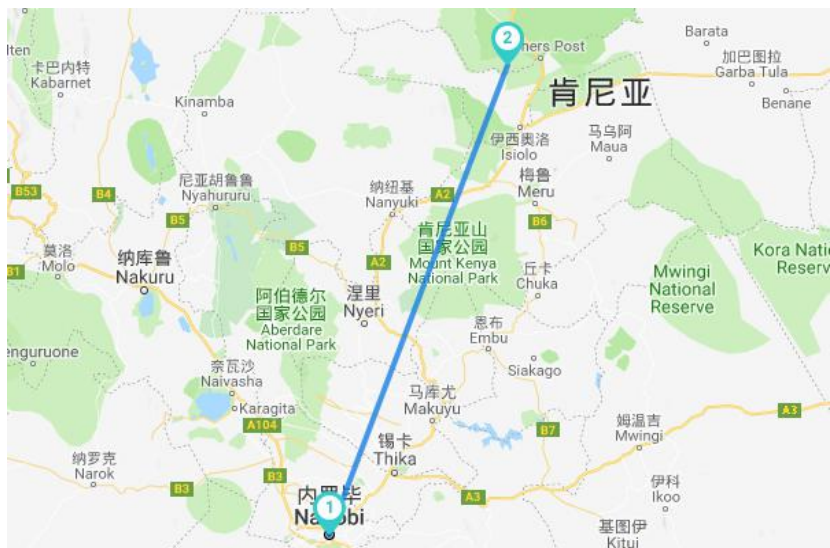 2
hers Post
Barata
加巴图拉
Garba Tula
Benane
lten
卡巴内特
Kabarnet
Kinamba
肯尼亚
伊西奥洛
Isiolo
马乌阿
Maua
B53
B4
尼亚胡鲁鲁
Nyahururu
纳纽基
Nanyuki
A2
梅鲁
Meru
B5
B6
莫洛
Molo
纳库鲁
Nakuru
B5
A2
肯尼亚山
国家公园
Mount Kenya
National Park
Kora Natio
Reserv
B1
丘卡
Chuka
Mwingi
National
Reserve
阿伯德尔
国家公园
Aberdare
National Park
涅里
Nyeri
恩布
Embu
enguruone
奈瓦沙
Naivasha
Siakago
Karagita
马库尤
Makuyu
A104
B7
A3
姆温吉
Mwingi
锡卡
Thika
纳罗克
Narok
B3
B3
A3
伊科
Ikoo
内罗毕
1
Nairobi
基图伊
Kitui